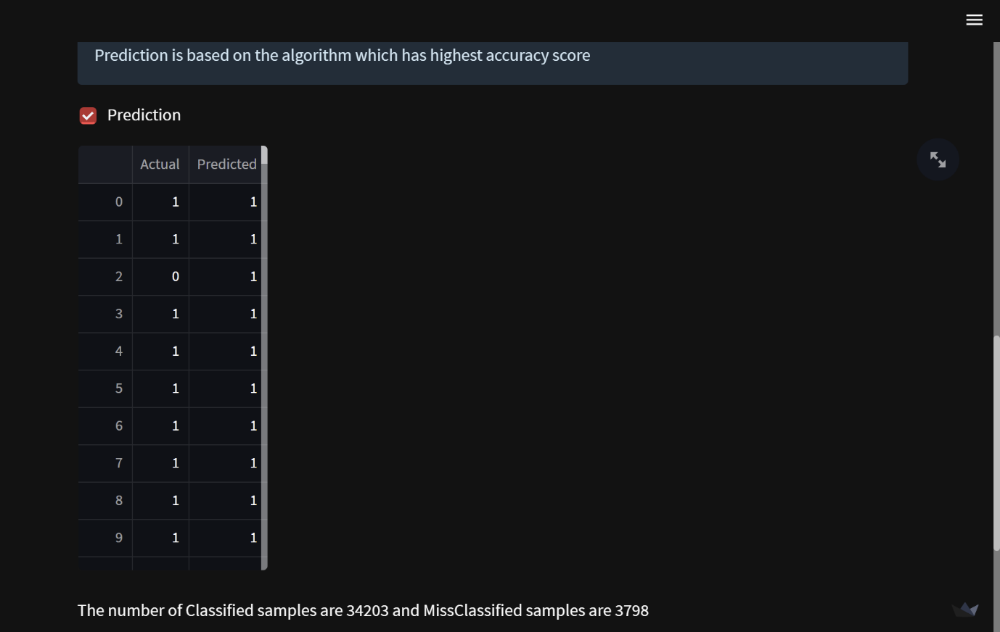 Prediction is based on the algorithm which has highest accuracy score
Prediction
Actual Predicted
0 1 1
1 1 1
2 0 1
3 1 1
4 1 1
5 1 1
6 1 1
7 1 1
8 1 1
9 1 1
The number of Classified samples are 34203 and MissClassified samples are 3798